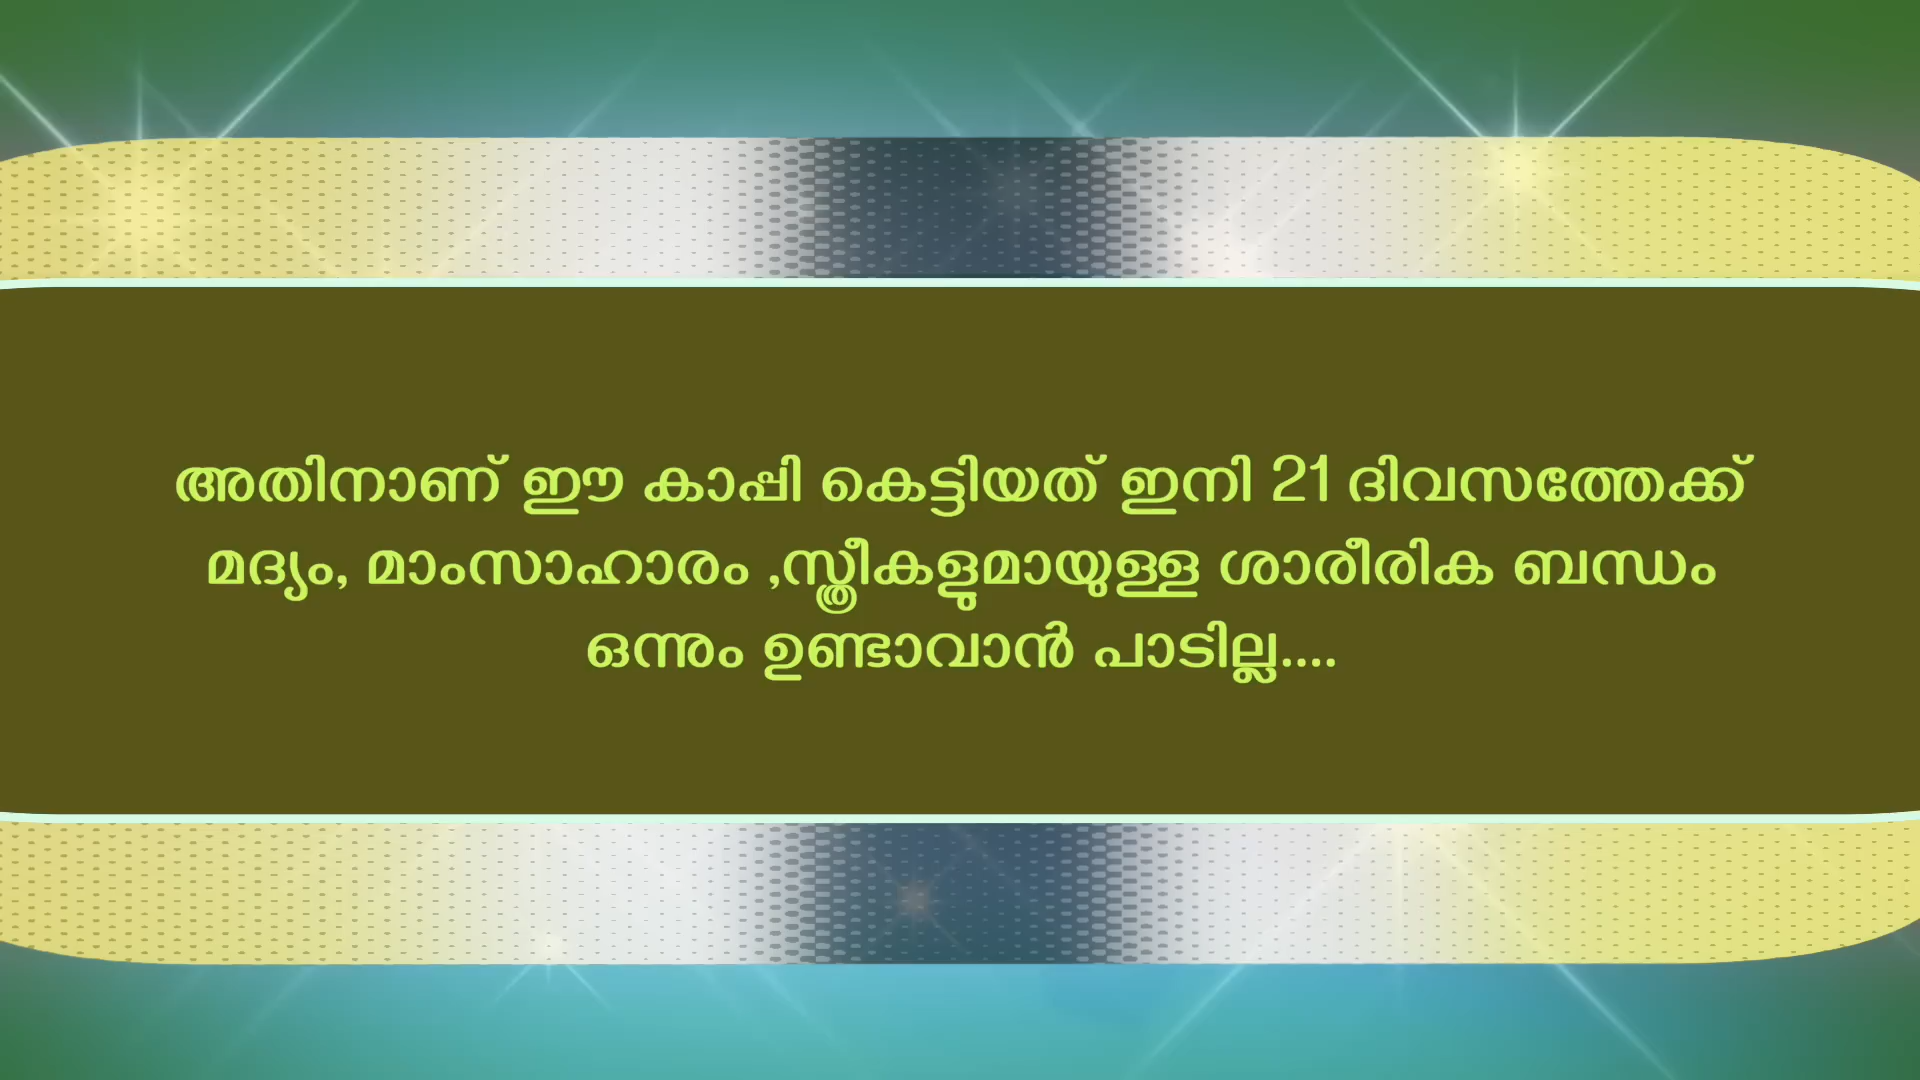 അതിനാണ് ഈ കാപ്പി കെട്ടിയത് ഇനി 21 ദിവസത്തേക്ക്
മദ്യം, മാംസാഹാരം ,സ്ത്രീകളുമായുള്ള ശാരീരിക ബന്ധം
ഒന്നും ഉണ്ടാവാൻ പാടില്ല....